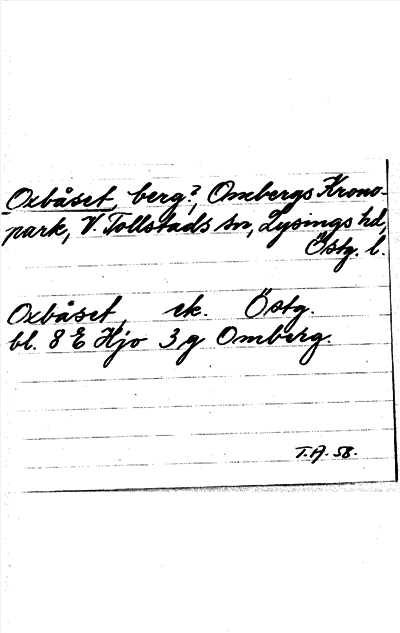 Oxbåset, berg?, Ombergs Krono-
park, V. Tollstads sn, Lysings hd,
Östg. l.
Oxbåset, ek. Östg.
bl. 8 E Hjo 3 g Omberg.
T.A. 58.